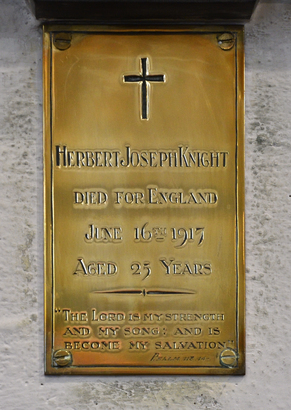 HERBERT JOSEPH KNIGHT
DIED FOR ENGLAND
JUNE 16TH 1917
AGED 25 YEARS
"THE LORD IS MY STRENGTH
AND MY SONG: AND IS
BECOME MY SALVATION"